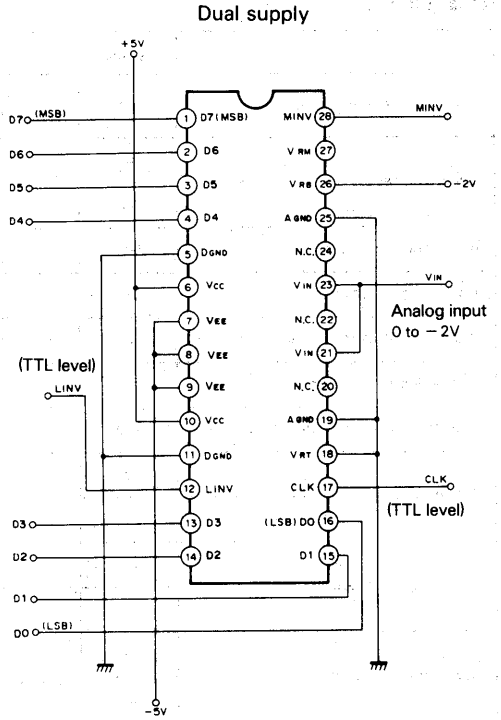 Dual supply
+5V
D7 (MSB) 1 D7 (MSB) MINV 28 MINV
D6 2 D6 VRM 27
D5 3 D5 VRB 26 -2V
D4 4 D4 AGND 25
5 DGND N.C. 24
6 VCC VIN 23 VIN
Analog input
0 to -2V
7 VEE N.C. 22
8 VEE VIN 21
(TTL level)
LINV
9 VEE N.C. 20
10 VCC AGND 19
11 DGND VRT 18
12 LINV CLK 17 CLK
(TTL level)
D3 13 D3 (LSB) D0 16
D2 14 D2 D1 15
D1
D0 (LSB)
-5V